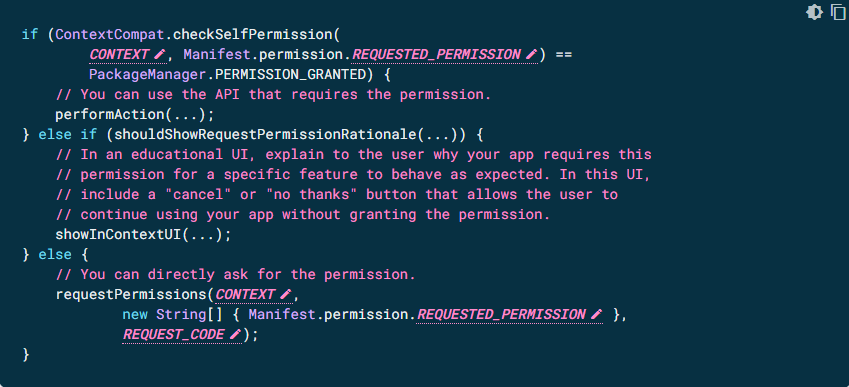 if (ContextCompat.checkSelfPermission(
CONTEXT, Manifest.permission.REQUESTED_PERMISSION) ==
PackageManager.PERMISSION_GRANTED) {
// You can use the API that requires the permission.
performAction(...);
} else if (shouldShowRequestPermissionRationale(...)) {
// In an educational UI, explain to the user why your app requires this
// permission for a specific feature to behave as expected. In this UI,
// include a "cancel" or "no thanks" button that allows the user to
// continue using your app without granting the permission.
showInContextUI(...);
} else {
// You can directly ask for the permission.
requestPermissions(CONTEXT,
new String[] { Manifest.permission.REQUESTED_PERMISSION },
REQUEST_CODE);
}